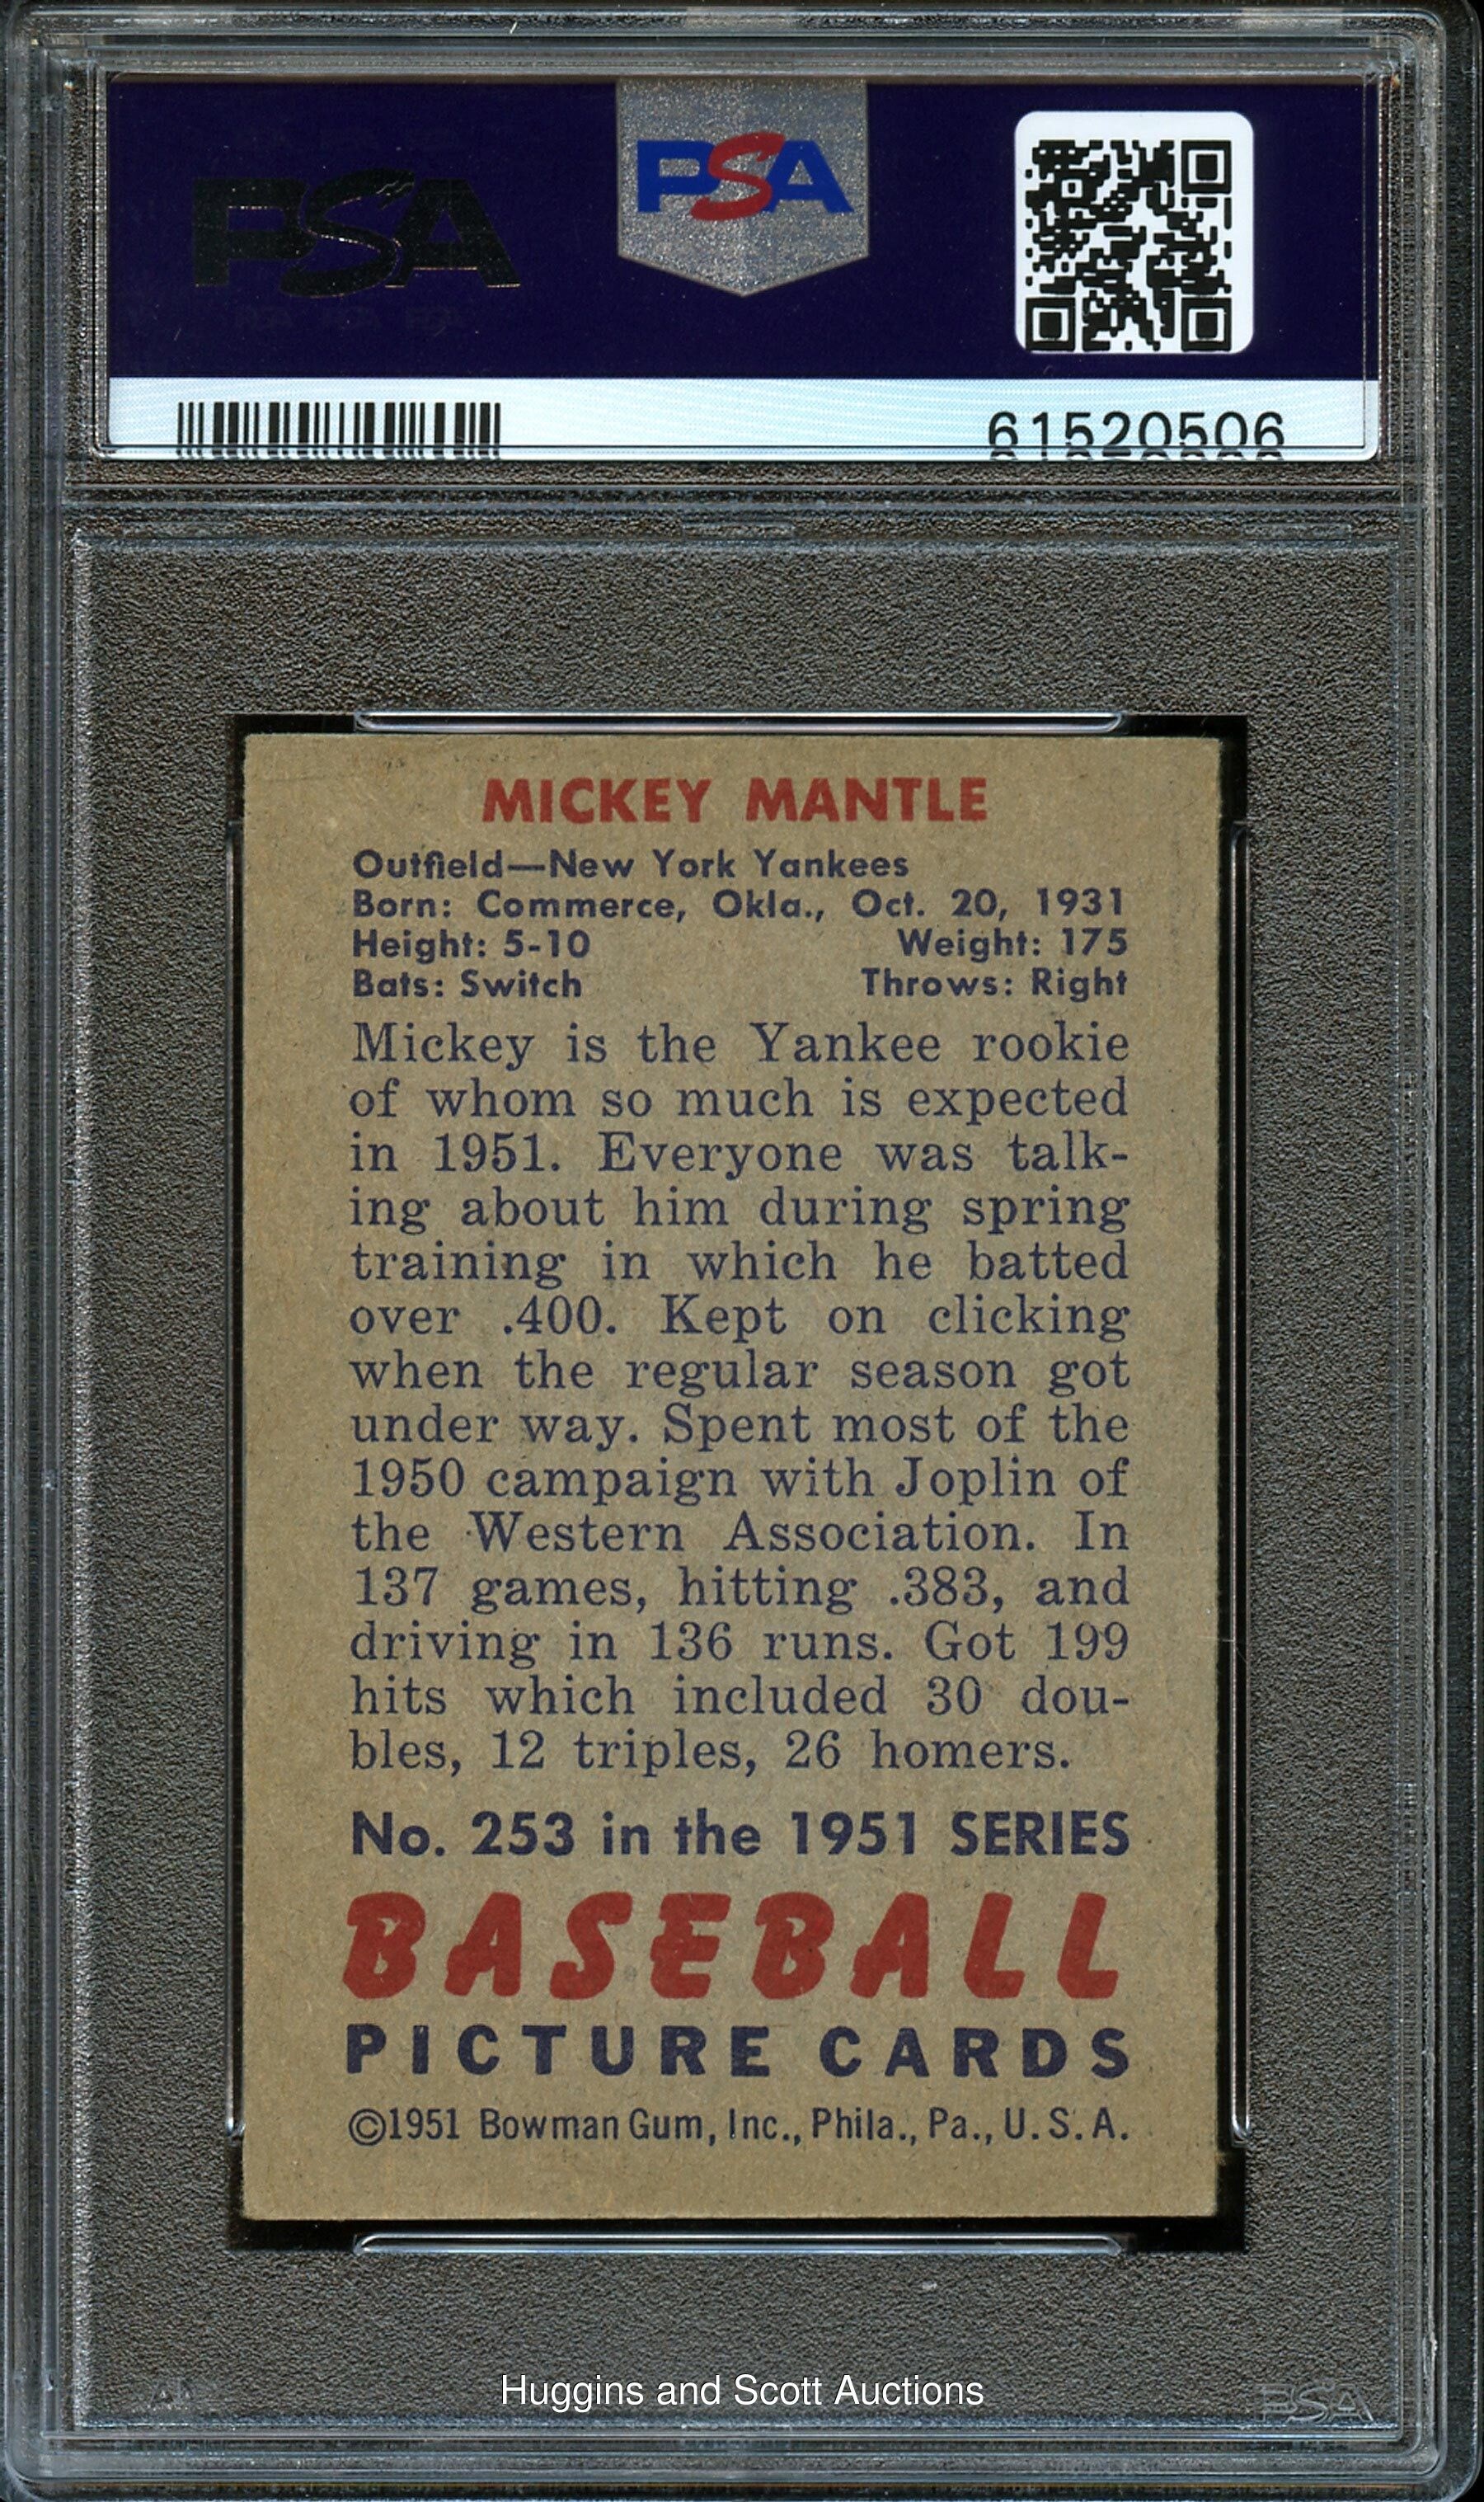 PSA
PSA
61520506
MICKEY MANTLE
Outfield—New York Yankees
Born: Commerce, Okla., Oct. 20, 1931
Height: 5-10 Weight: 175
Bats: Switch Throws: Right
Mickey is the Yankee rookie
of whom so much is expected
in 1951. Everyone was talk-
ing about him during spring
training in which he batted
over .400. Kept on clicking
when the regular season got
under way. Spent most of the
1950 campaign with Joplin of
the Western Association. In
137 games, hitting .383, and
driving in 136 runs. Got 199
hits which included 30 dou-
bles, 12 triples, 26 homers.
No. 253 in the 1951 SERIES
BASEBALL
PICTURE CARDS
©1951 Bowman Gum, Inc., Phila., Pa., U.S.A.
Huggins and Scott Auctions
PSA